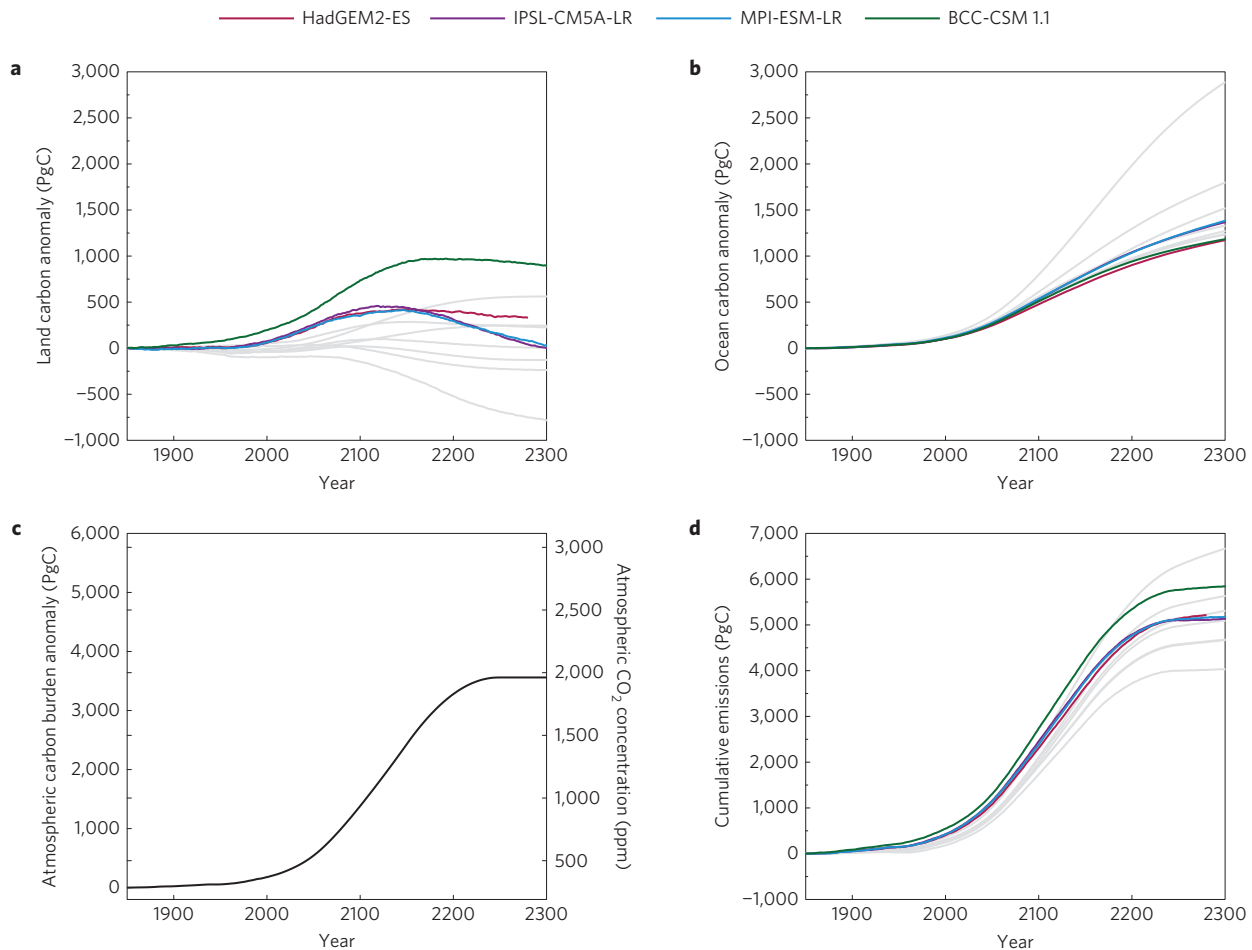 HadGEM2-ES IPSL-CM5A-LR MPI-ESM-LR BCC-CSM 1.1
a
3,000
2,500
2,000
1,500
1,000
500
0
−500
−1,000
Land carbon anomaly (PgC)
1900 2000 2100 2200 2300
Year
b
3,000
2,500
2,000
1,500
1,000
500
0
−500
−1,000
Ocean carbon anomaly (PgC)
1900 2000 2100 2200 2300
Year
c
6,000
5,000
4,000
3,000
2,000
1,000
0
Atmospheric carbon burden anomaly (PgC)
3,000
2,500
2,000
1,500
1,000
500
Atmospheric CO₂ concentration (ppm)
1900 2000 2100 2200 2300
Year
d
7,000
6,000
5,000
4,000
3,000
2,000
1,000
0
−1,000
Cumulative emissions (PgC)
1900 2000 2100 2200 2300
Year